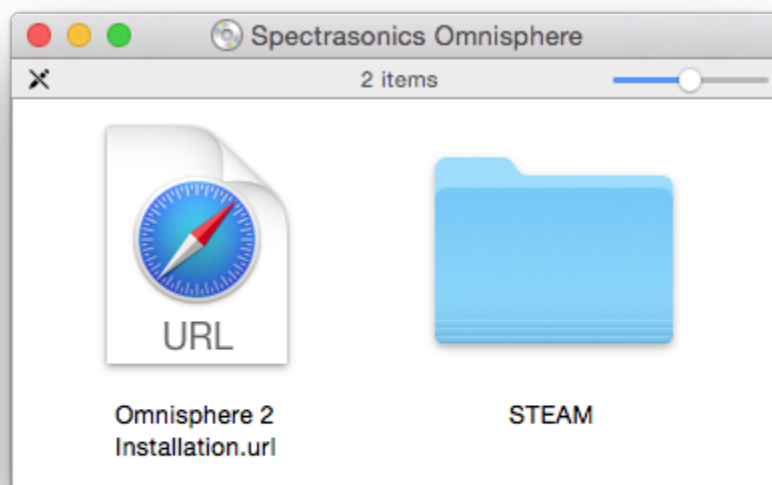 Spectrasonics Omnisphere
2 items
URL
Omnisphere 2
Installation.url
STEAM